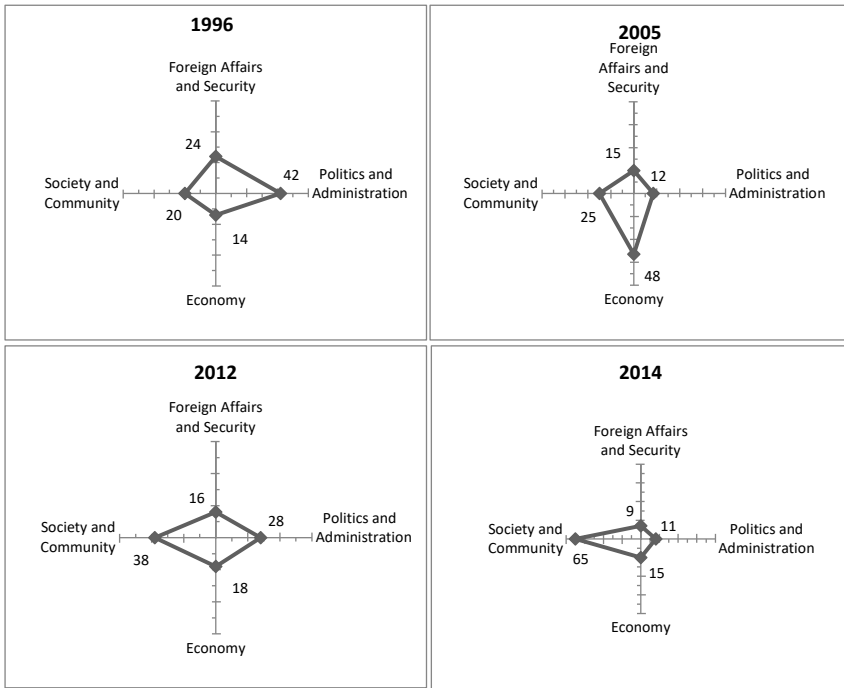 1996
Foreign Affairs
and Security
24
42
Politics and
Administration
Society and
Community
20
14
Economy
2005
Foreign
Affairs and
Security
15
12
Politics and
Administration
Society and
Community
25
48
Economy
2012
Foreign Affairs
and Security
16
28
Politics and
Administration
Society and
Community
38
18
Economy
2014
Foreign Affairs
and Security
9
11
Politics and
Administration
Society and
Community
65
15
Economy